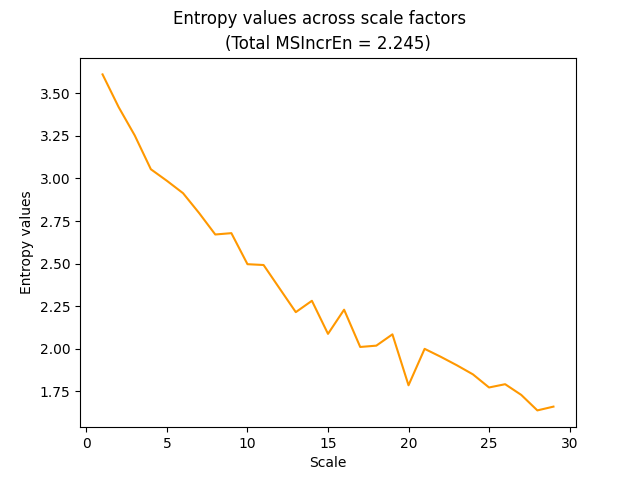 Entropy values across scale factors
(Total MSIncrEn = 2.245)
Entropy values
3.50
3.25
3.00
2.75
2.50
2.25
2.00
1.75
0 5 10 15 20 25 30
Scale